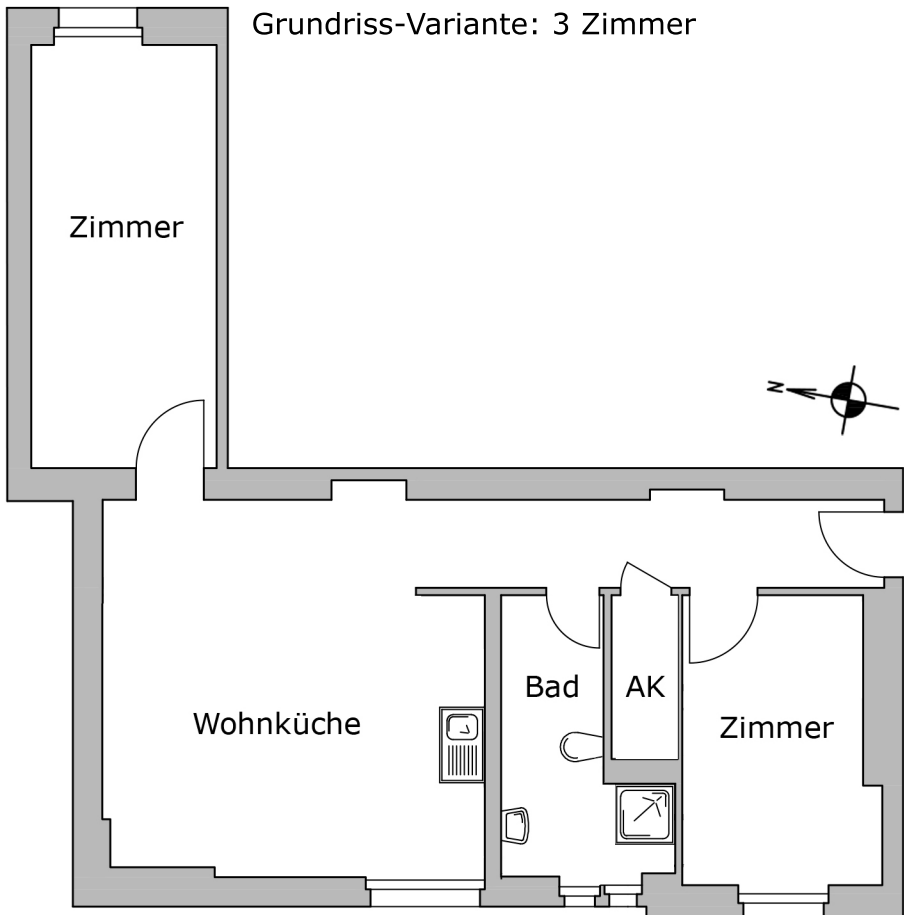 Grundriss-Variante: 3 Zimmer
Zimmer
N
Bad
AK
Wohnküche
Zimmer